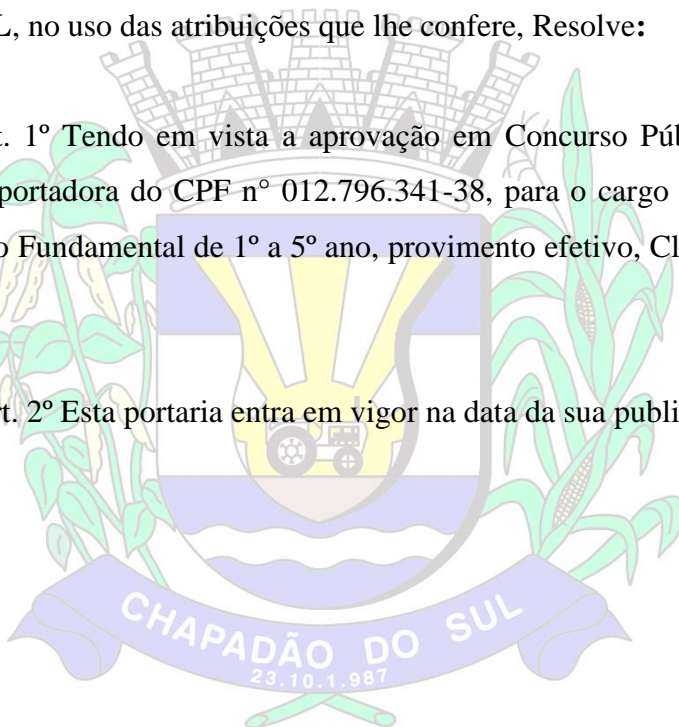 L, no uso das atribuições que lhe confere, Resolve:
t. 1º Tendo em vista a aprovação em Concurso Púb
portadora do CPF n° 012.796.341-38, para o cargo
o Fundamental de 1º a 5º ano, provimento efetivo, Cl
rt. 2º Esta portaria entra em vigor na data da sua publi
CHAPADÃO DO SUL
23.10.1.987